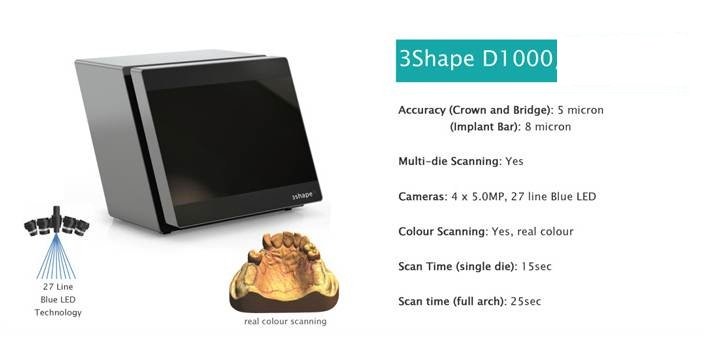 3Shape D1000,
Accuracy (Crown and Bridge): 5 micron
(Implant Bar): 8 micron
Multi-die Scanning: Yes
Cameras: 4 x 5.0MP, 27 line Blue LED
Colour Scanning: Yes, real colour
Scan Time (single die): 15sec
Scan time (full arch): 25sec
3shape
27 Line
Blue LED
Technology
real colour scanning